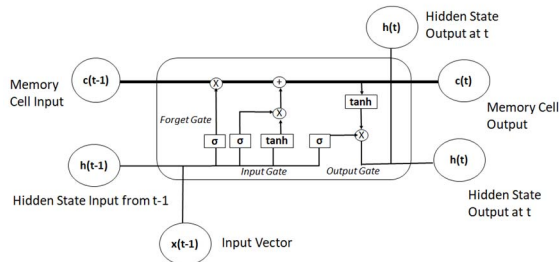 h(t)
Hidden State
Output at t
c(t-1)
Memory
Cell Input
X
+
c(t)
Memory Cell
Output
tanh
X
Forget Gate
X
σ
σ
tanh
σ
h(t-1)
Input Gate
Output Gate
h(t)
Hidden State Input from t-1
Hidden State
Output at t
x(t-1)
Input Vector